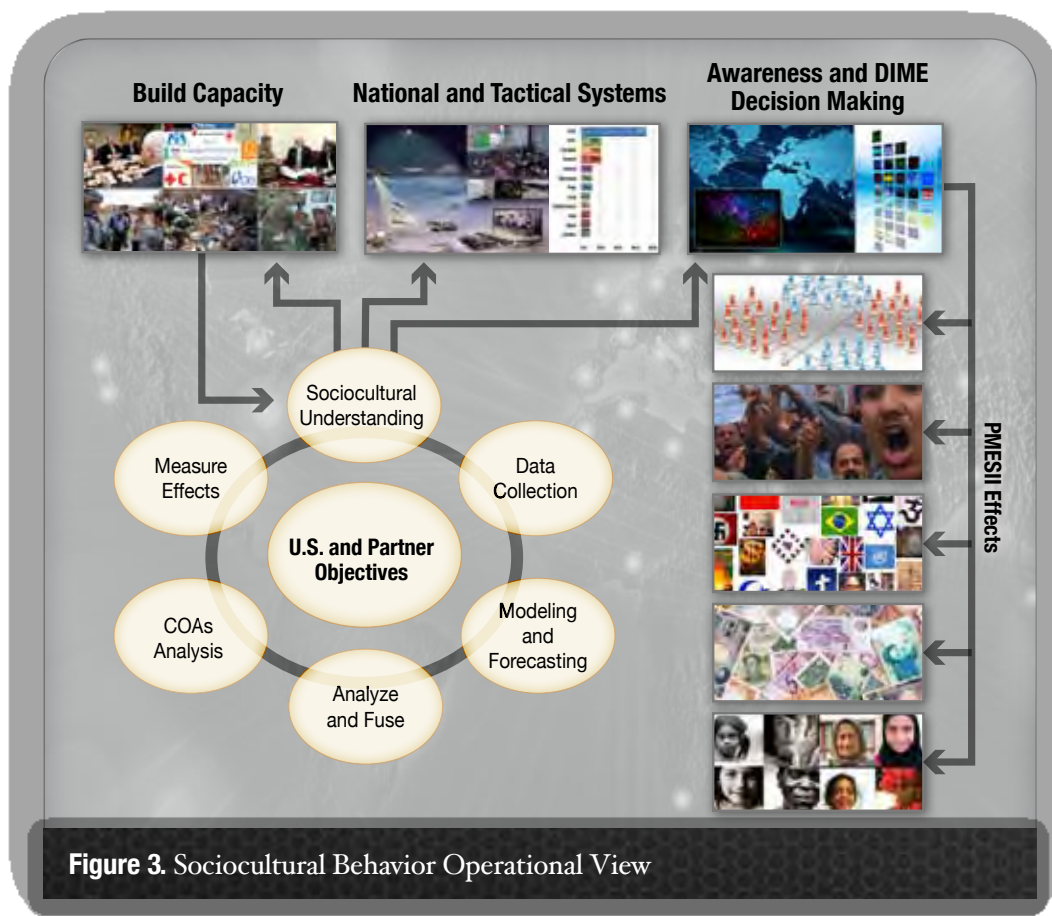 Build Capacity
National and Tactical Systems
Awareness and DIME
Decision Making
Sociocultural
Understanding
Measure
Effects
Data
Collection
U.S. and Partner
Objectives
COAs
Analysis
Modeling
and
Forecasting
Analyze
and Fuse
PMESII Effects
Figure 3. Sociocultural Behavior Operational View